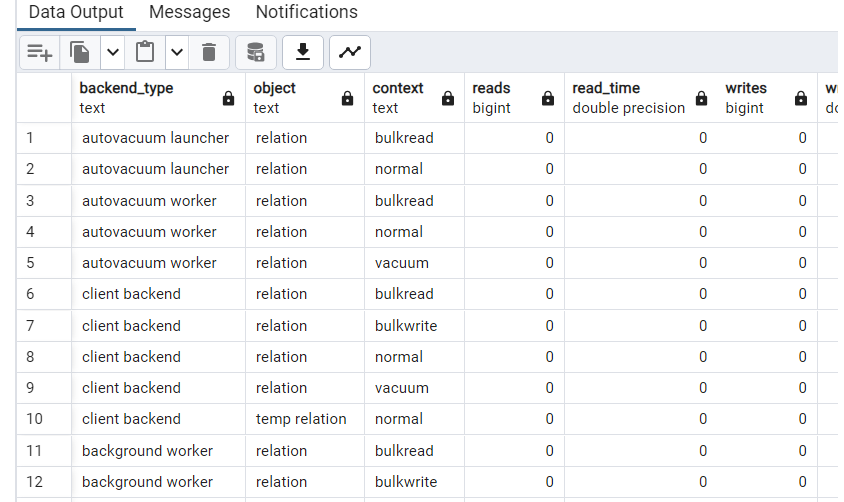 Data Output Messages Notifications
backend_type object context reads read_time writes
text text text bigint double precision bigint
1 autovacuum launcher relation bulkread 0 0 0
2 autovacuum launcher relation normal 0 0 0
3 autovacuum worker relation bulkread 0 0 0
4 autovacuum worker relation normal 0 0 0
5 autovacuum worker relation vacuum 0 0 0
6 client backend relation bulkread 0 0 0
7 client backend relation bulkwrite 0 0 0
8 client backend relation normal 0 0 0
9 client backend relation vacuum 0 0 0
10 client backend temp relation normal 0 0 0
11 background worker relation bulkread 0 0 0
12 background worker relation bulkwrite 0 0 0